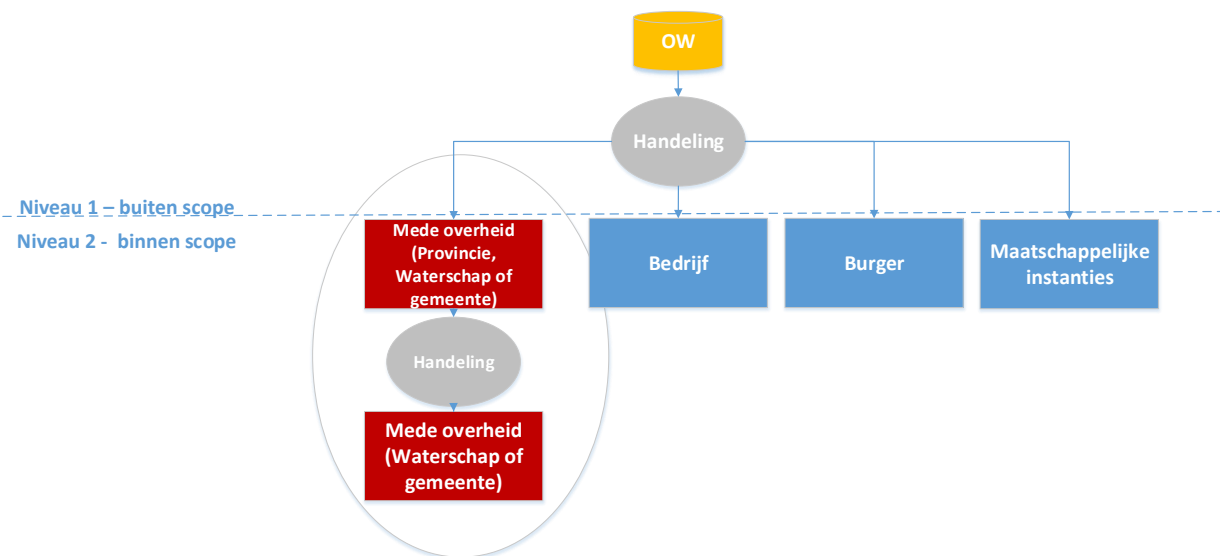 OW
Handeling
Niveau 1 – buiten scope
Niveau 2 -  binnen scope
Mede overheid
(Provincie,
Waterschap of
gemeente)
Bedrijf
Burger
Maatschappelijke
instanties
Handeling
Mede overheid
(Waterschap of
gemeente)